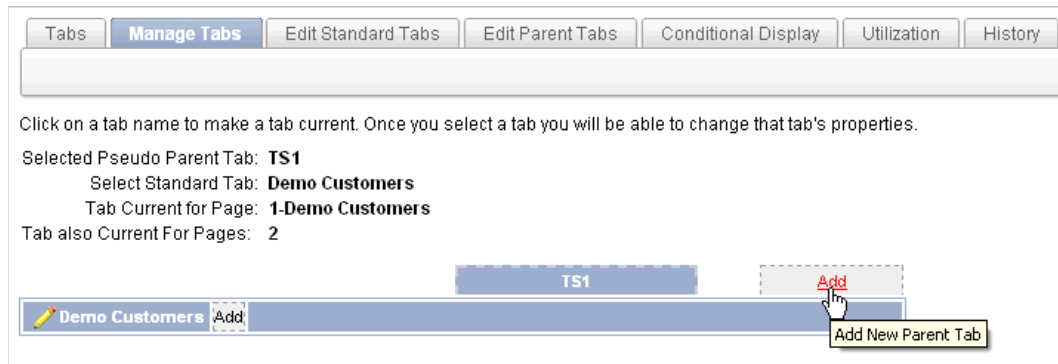 Tabs Manage Tabs Edit Standard Tabs Edit Parent Tabs Conditional Display Utilization History
Click on a tab name to make a tab current. Once you select a tab you will be able to change that tab's properties.
Selected Pseudo Parent Tab: TS1
Select Standard Tab: Demo Customers
Tab Current for Page: 1-Demo Customers
Tab also Current For Pages: 2
TS1 Add
Demo Customers Add
Add New Parent Tab